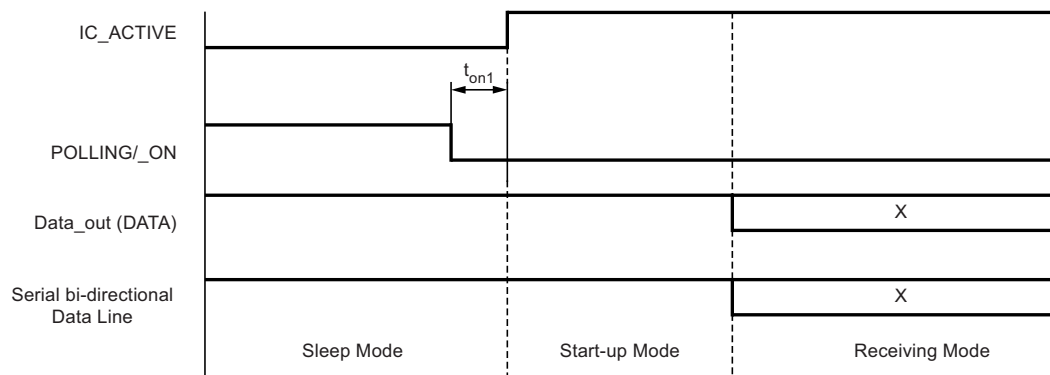 IC_ACTIVE
t_on1
POLLING/_ON
Data_out (DATA)
X
Serial bi-directional
Data Line
X
Sleep Mode
Start-up Mode
Receiving Mode